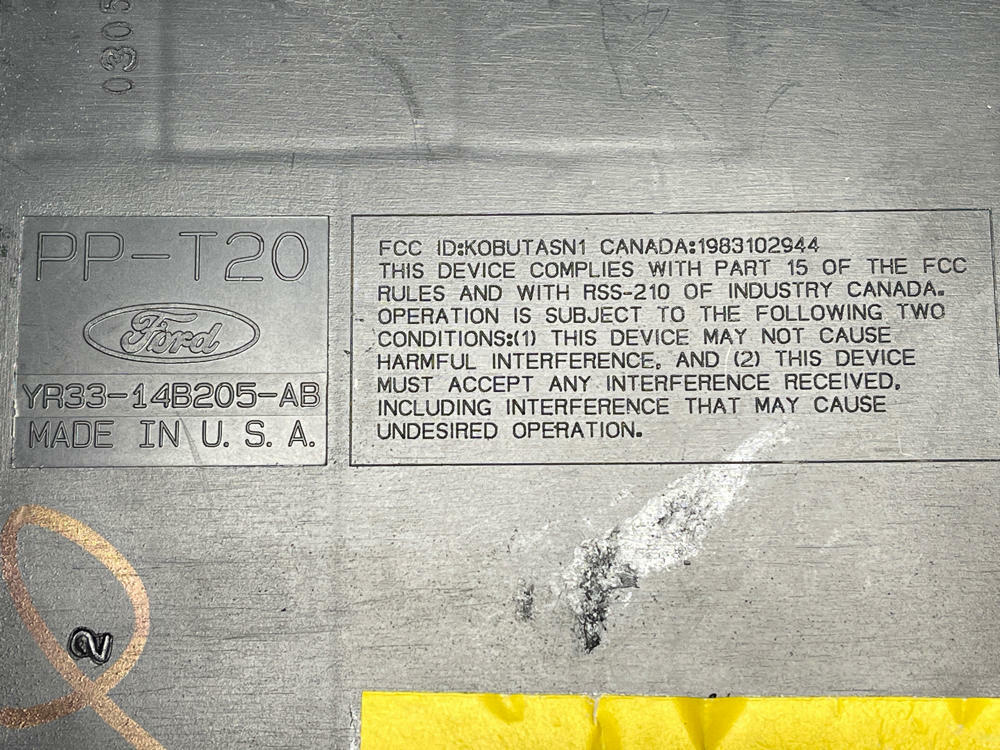 0305
PP-T20
Ford
YR33-14B205-AB
MADE IN U. S. A.
FCC ID:KOBUTASN1 CANADA:1983102944
THIS DEVICE COMPLIES WITH PART 15 OF THE FCC
RULES AND WITH RSS-210 OF INDUSTRY CANADA.
OPERATION IS SUBJECT TO THE FOLLOWING TWO
CONDITIONS:(1) THIS DEVICE MAY NOT CAUSE
HARMFUL INTERFERENCE, AND (2) THIS DEVICE
MUST ACCEPT ANY INTERFERENCE RECEIVED,
INCLUDING INTERFERENCE THAT MAY CAUSE
UNDESIRED OPERATION.
2